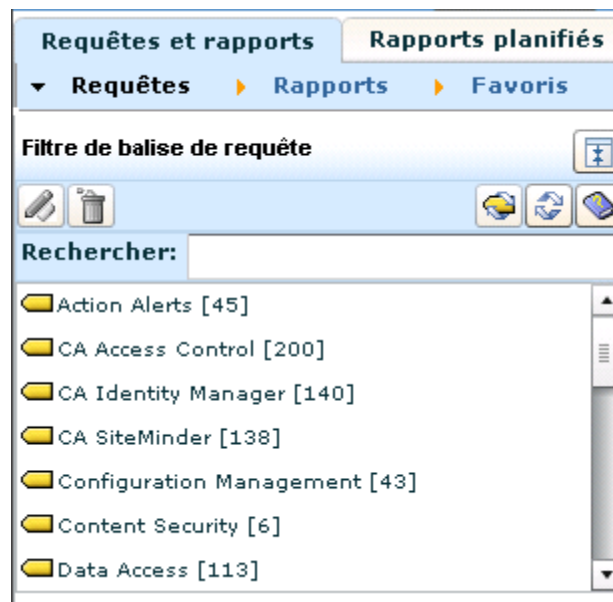 Requêtes et rapports Rapports planifiés
Requêtes Rapports Favoris
Filtre de balise de requête
Rechercher:
Action Alerts [45]
CA Access Control [200]
CA Identity Manager [140]
CA SiteMinder [138]
Configuration Management [43]
Content Security [6]
Data Access [113]